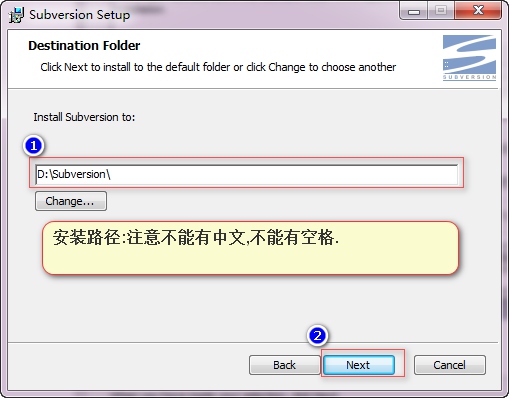 Subversion Setup
Destination Folder
Click Next to install to the default folder or click Change to choose another
SUBVERSION
Install Subversion to:
1
D:\Subversion\
Change...
安装路径:注意不能有中文,不能有空格.
2
Back
Next
Cancel